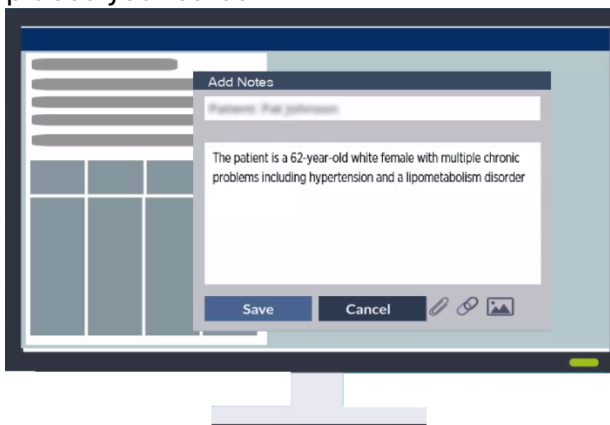 Add Notes
The patient is a 62-year-old white female with multiple chronic
problems including hypertension and a lipometabolism disorder
Save
Cancel